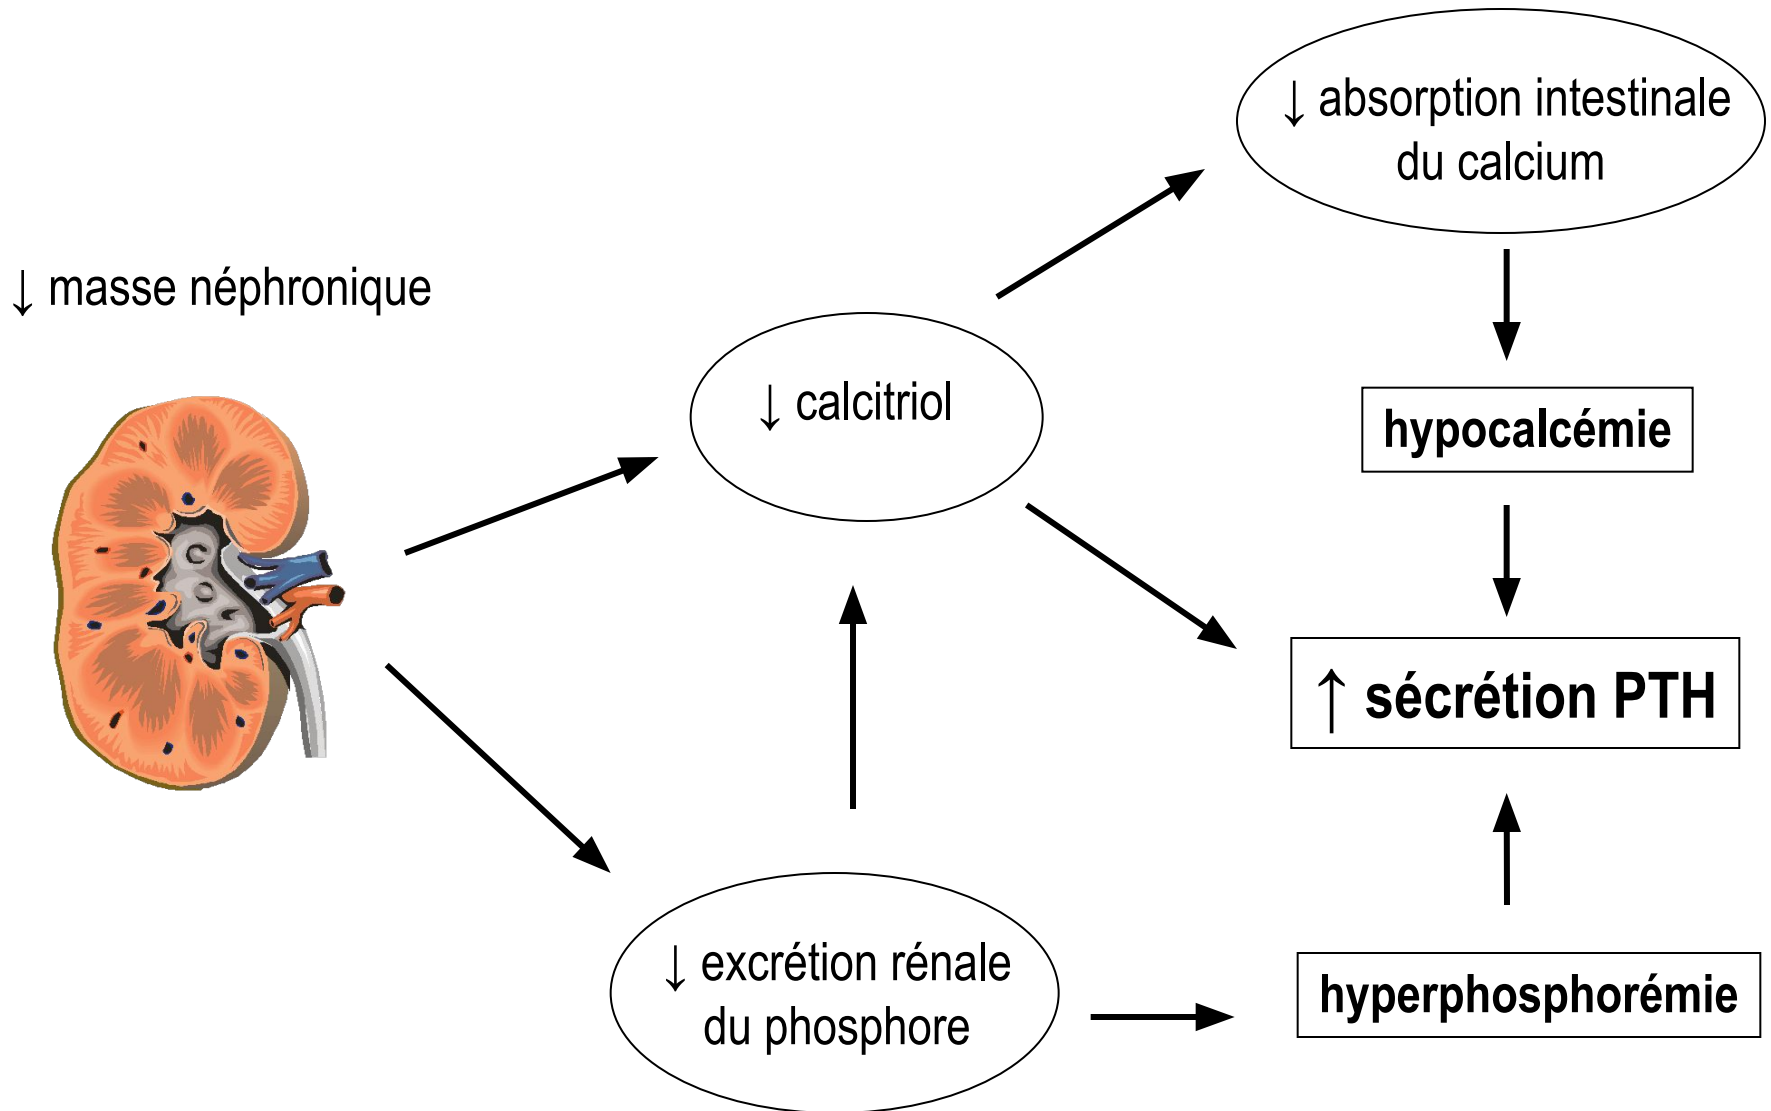 ↓ absorption intestinale
du calcium
↓ masse néphronique
↓ calcitriol
hypocalcémie
↑ sécrétion PTH
↓ excrétion rénale
du phosphore
hyperphosphorémie